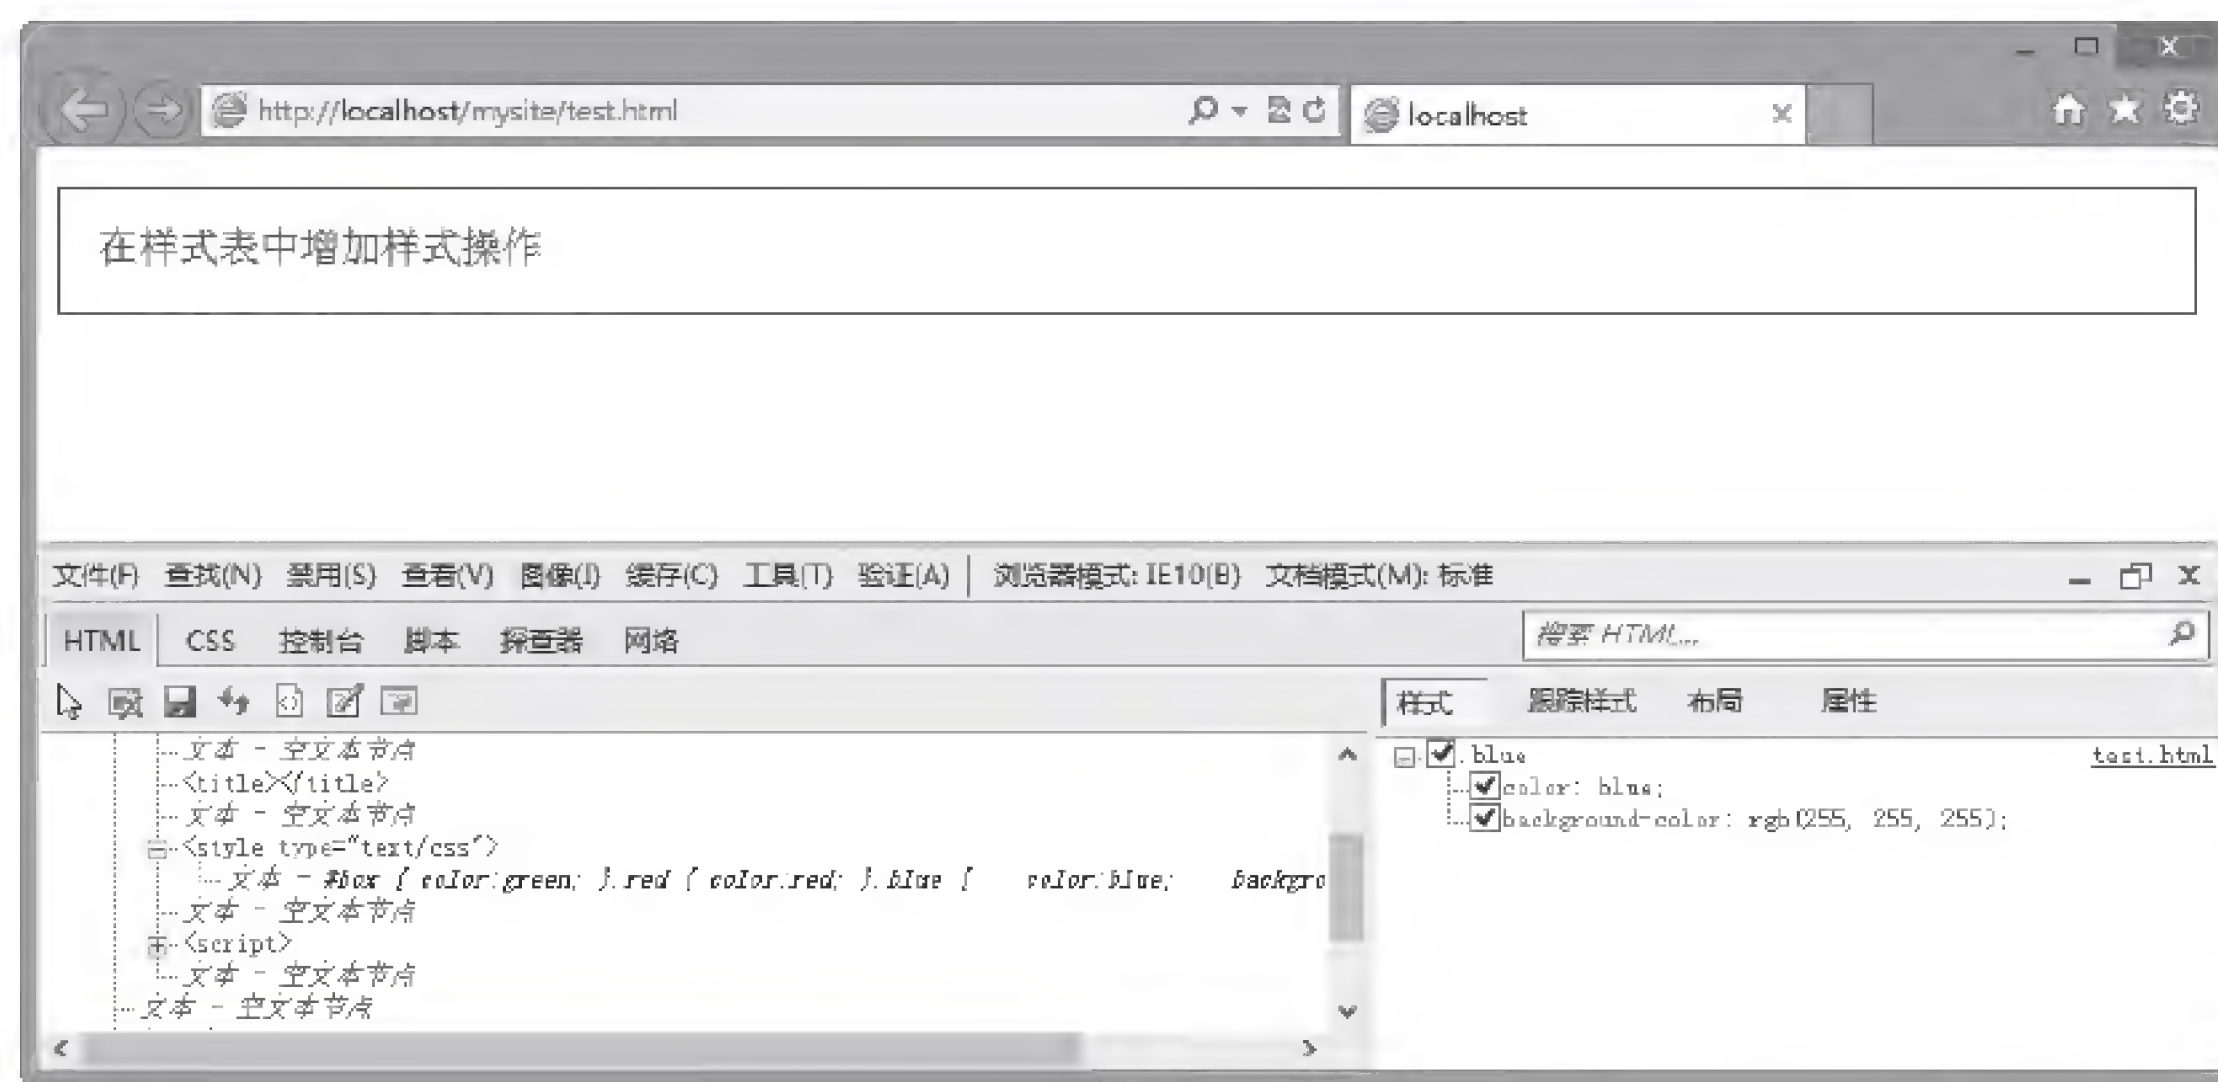 http://localhost/mysite/test.html
localhost
在样式表中增加样式操作
文件(F) 查找(N) 禁用(S) 查看(V) 图像(I) 缓存(C) 工具(T) 验证(A) 浏览器模式: IE10(B) 文档模式(M): 标准
HTML CSS 控制台 脚本 探查器 网络 搜索 HTML...
样式 跟踪样式 布局 属性
文本 - 空文本节点
<title></title>
文本 - 空文本节点
<style type="text/css">
文本 - #box { color:green; }.red { color:red; }.blue { color:blue; backgro
文本 - 空文本节点
<script>
文本 - 空文本节点
文本 - 空文本节点
.blue test.html
color: blue;
background-color: rgb(255, 255, 255);